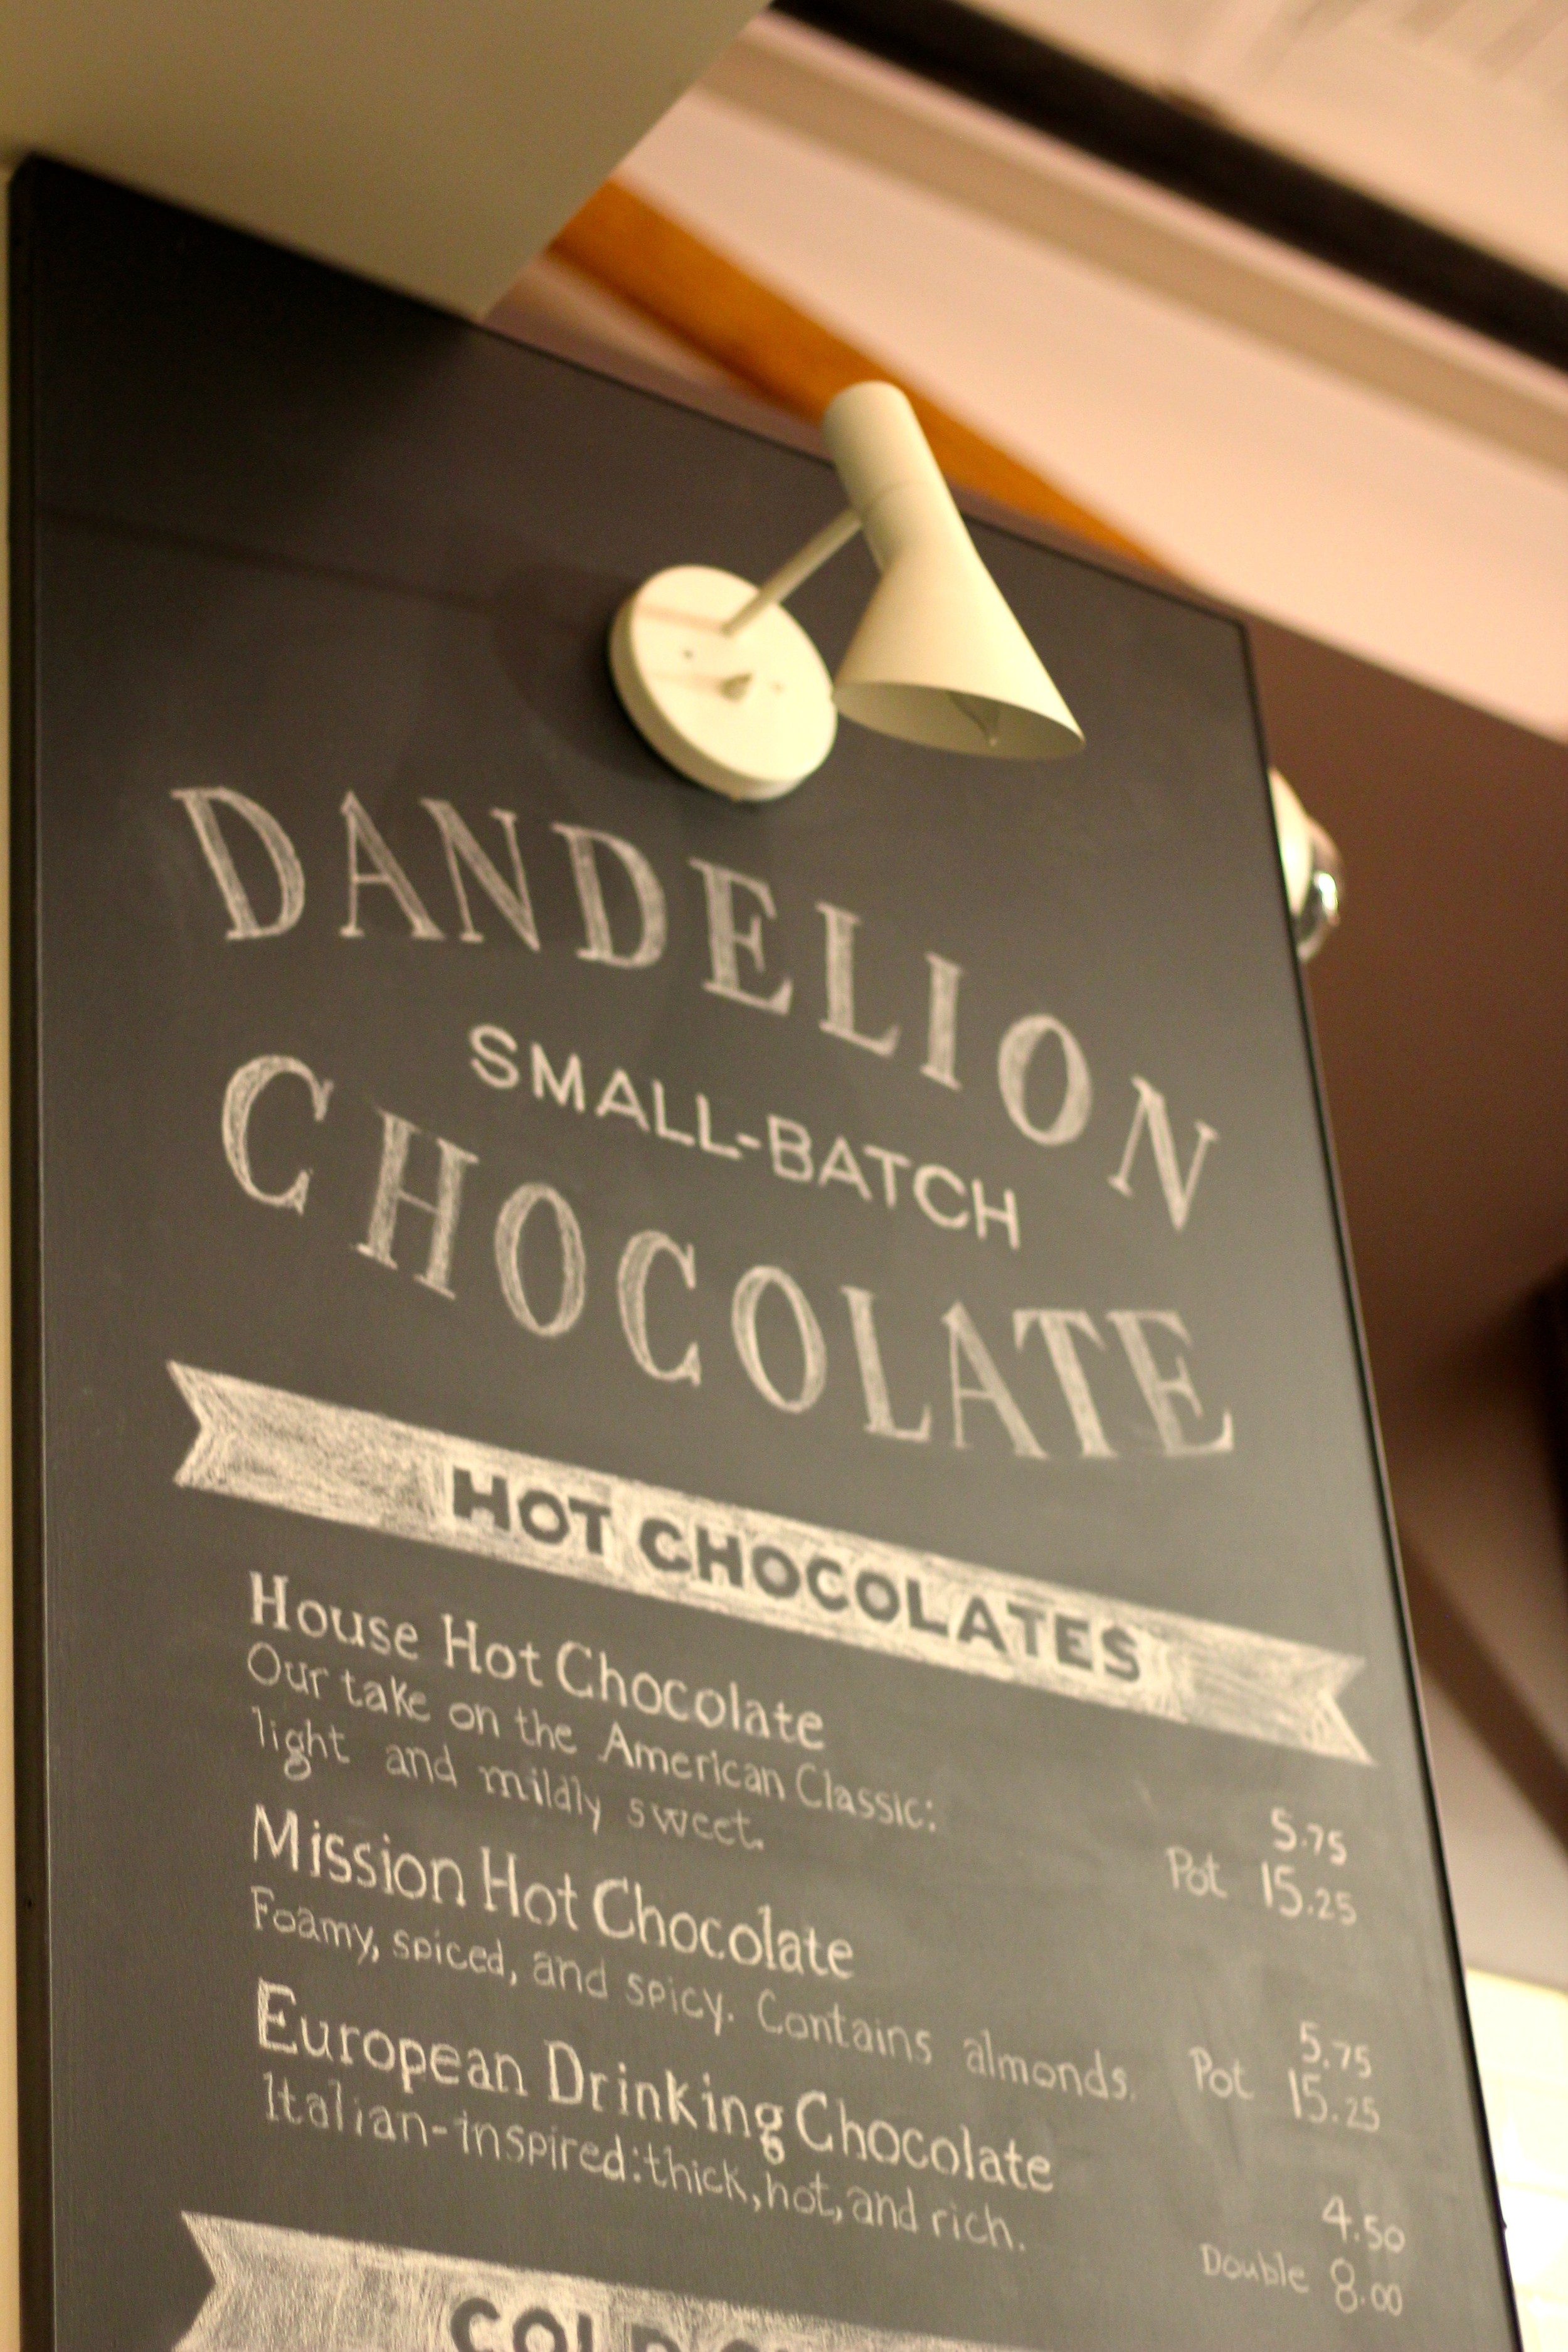 DANDELION
SMALL-BATCH
CHOCOLATE
HOT CHOCOLATES
House Hot Chocolate
Our take on the American Classic:
light and mildly sweet.
5.75
Pot 15.25
Mission Hot Chocolate
Foamy, spiced, and spicy. Contains almonds.
5.75
Pot 15.25
European Drinking Chocolate
Italian-inspired: thick, hot, and rich.
4.50
Double 8.00
COLD